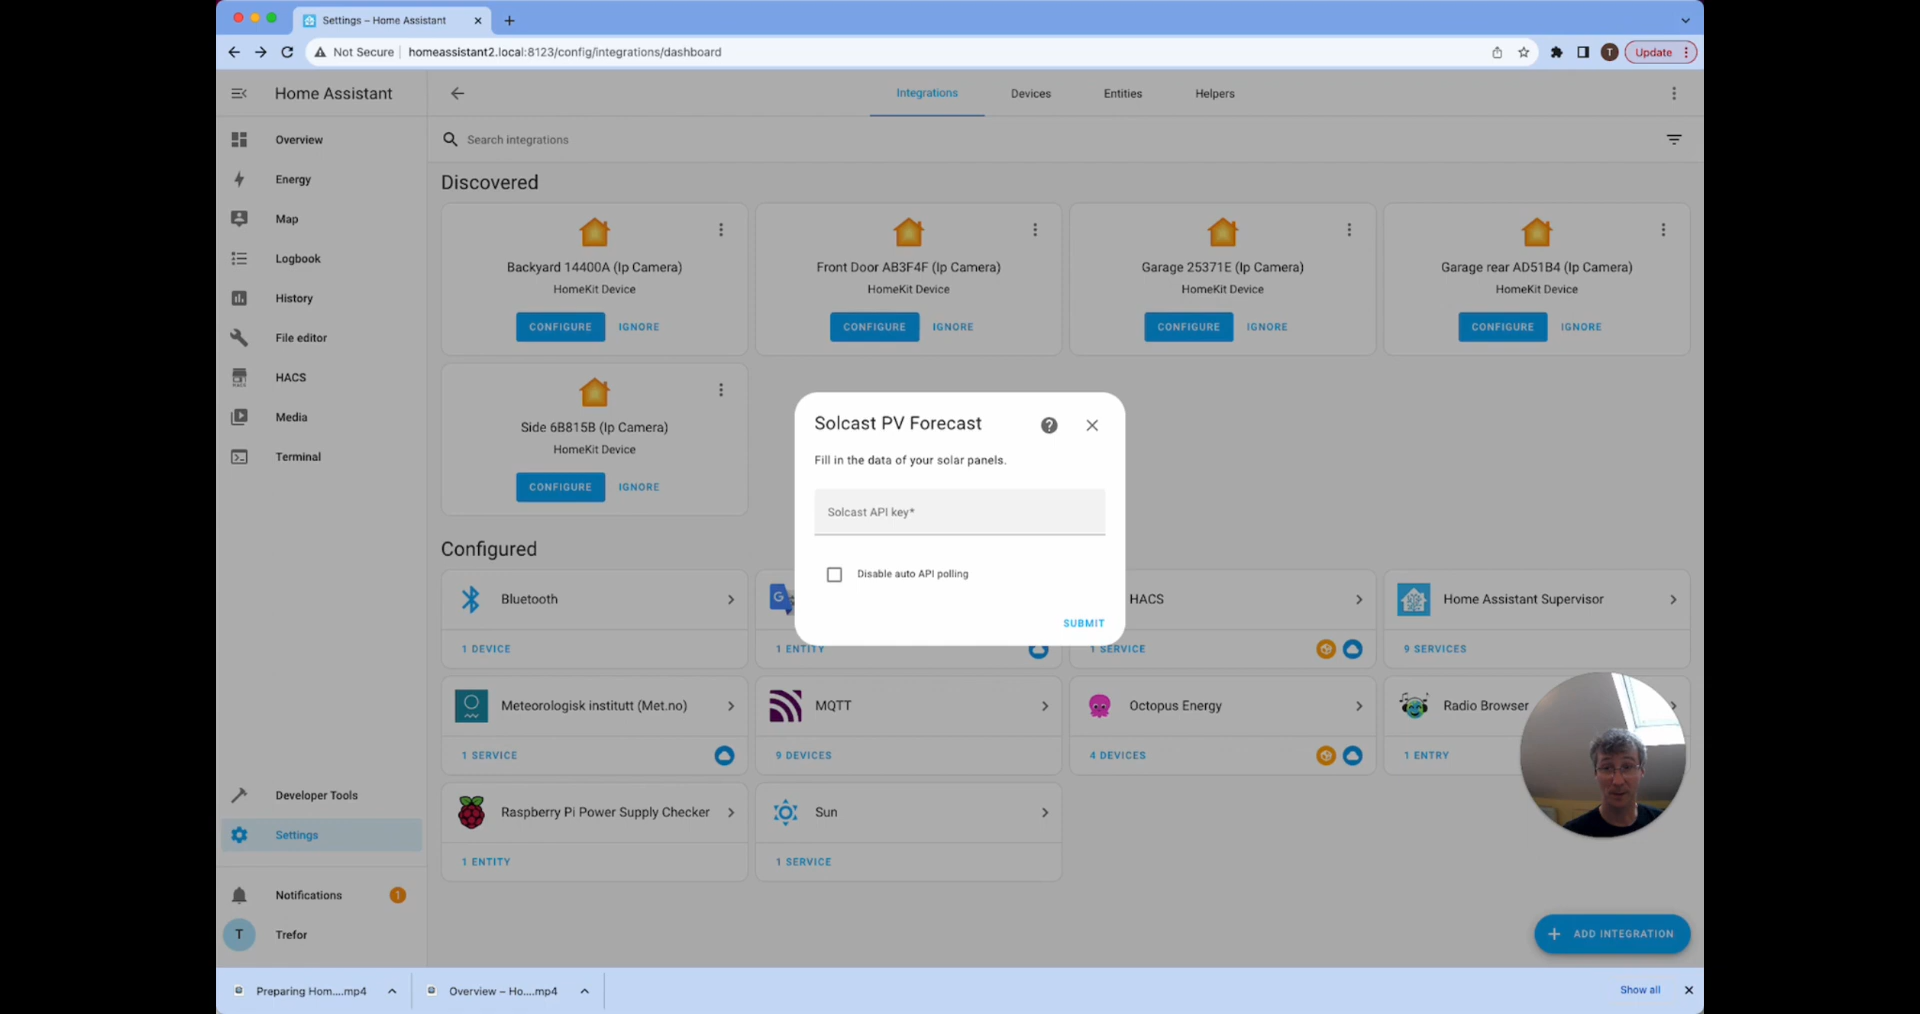 Settings – Home Assistant
Not Secure
homeassistant2.local:8123/config/integrations/dashboard
T
Update
Home Assistant
Integrations
Devices
Entities
Helpers
Overview
Energy
Map
Logbook
History
File editor
HACS
Media
Terminal
Developer Tools
Settings
Notifications
1
T
Trefor
Search integrations
Discovered
Backyard 14400A (Ip Camera)
HomeKit Device
CONFIGURE
IGNORE
Front Door AB3F4F (Ip Camera)
HomeKit Device
CONFIGURE
IGNORE
Garage 25371E (Ip Camera)
HomeKit Device
CONFIGURE
IGNORE
Garage rear AD51B4 (Ip Camera)
HomeKit Device
CONFIGURE
IGNORE
Side 6B815B (Ip Camera)
HomeKit Device
CONFIGURE
IGNORE
Solcast PV Forecast
?
Fill in the data of your solar panels.
Solcast API key*
Disable auto API polling
SUBMIT
Configured
Bluetooth
1 DEVICE
G
1 ENTITY
HACS
1 SERVICE
Home Assistant Supervisor
9 SERVICES
Meteorologisk institutt (Met.no)
1 SERVICE
MQTT
9 DEVICES
Octopus Energy
4 DEVICES
Radio Browser
1 ENTRY
Raspberry Pi Power Supply Checker
1 ENTITY
Sun
1 SERVICE
ADD INTEGRATION
Preparing Hom....mp4
Overview – Ho....mp4
Show all